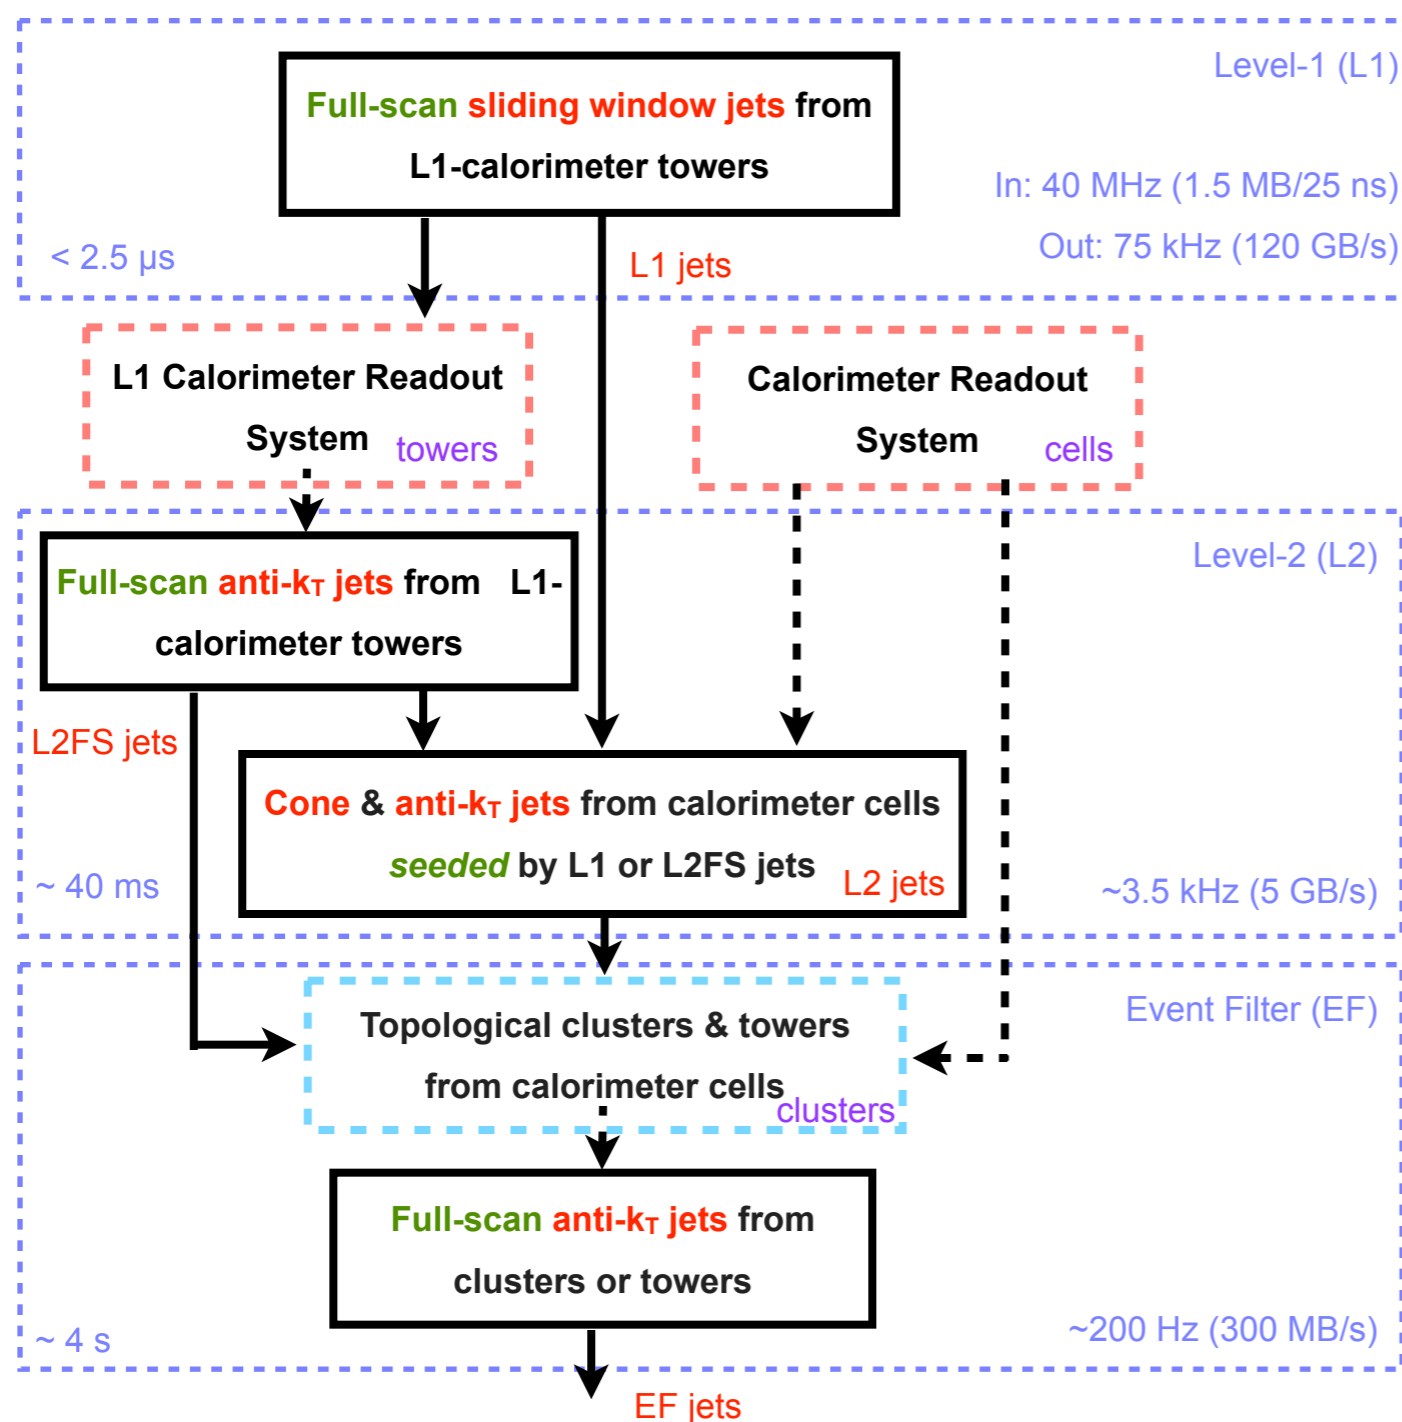 Level-1 (L1)
Full-scan sliding window jets from
L1-calorimeter towers
In: 40 MHz (1.5 MB/25 ns)
Out: 75 kHz (120 GB/s)
< 2.5 μs
L1 jets
L1 Calorimeter Readout
System
towers
Calorimeter Readout
System
cells
Level-2 (L2)
Full-scan anti-kT jets from L1-
calorimeter towers
L2FS jets
Cone & anti-kT jets from calorimeter cells
seeded by L1 or L2FS jets
L2 jets
~ 40 ms
~3.5 kHz (5 GB/s)
Event Filter (EF)
Topological clusters & towers
from calorimeter cells
clusters
Full-scan anti-kT jets from
clusters or towers
~ 4 s
~200 Hz (300 MB/s)
EF jets